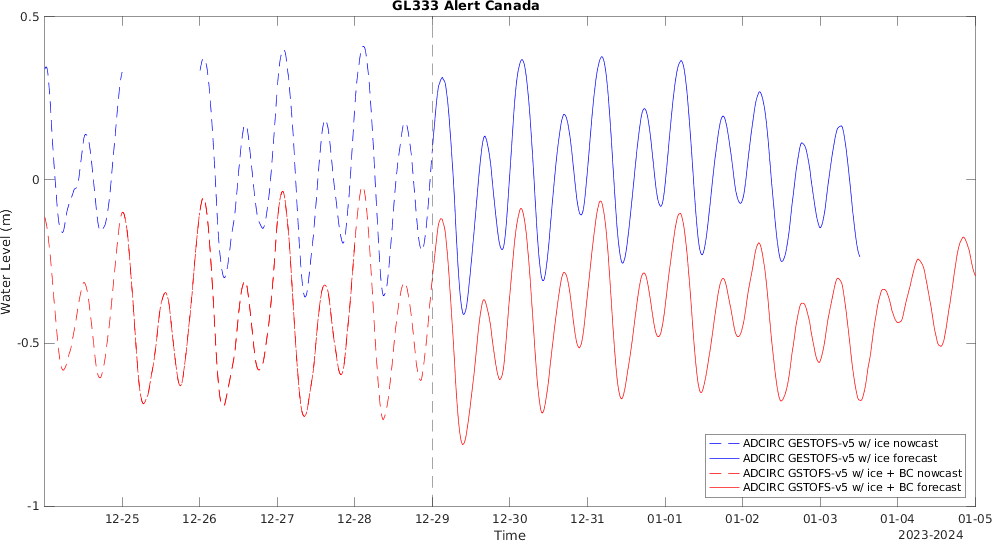 GL333 Alert Canada
0.5
0
-0.5
-1
Water Level (m)
12-25 12-26 12-27 12-28 12-29 12-30 12-31 01-01 01-02 01-03 01-04 01-05
Time
2023-2024
ADCIRC GESTOFS-v5 w/ ice nowcast
ADCIRC GESTOFS-v5 w/ ice forecast
ADCIRC GSTOFS-v5 w/ ice + BC nowcast
ADCIRC GSTOFS-v5 w/ ice + BC forecast